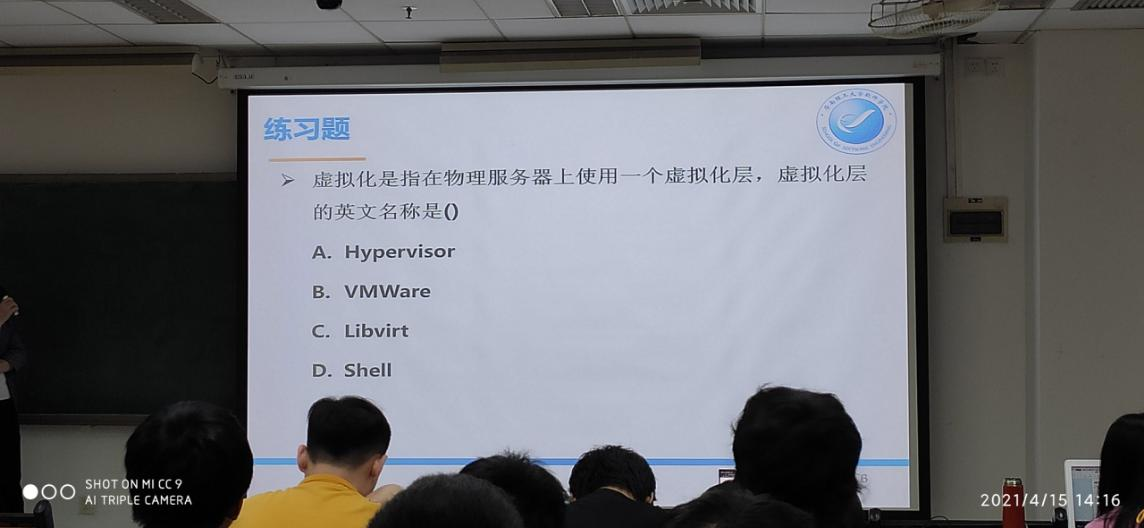 练习题
➢ 虚拟化是指在物理服务器上使用一个虚拟化层，虚拟化层
的英文名称是()
A. Hypervisor
B. VMWare
C. Libvirt
D. Shell
SHOT ON MI CC 9
AI TRIPLE CAMERA
2021/4/15 14:16